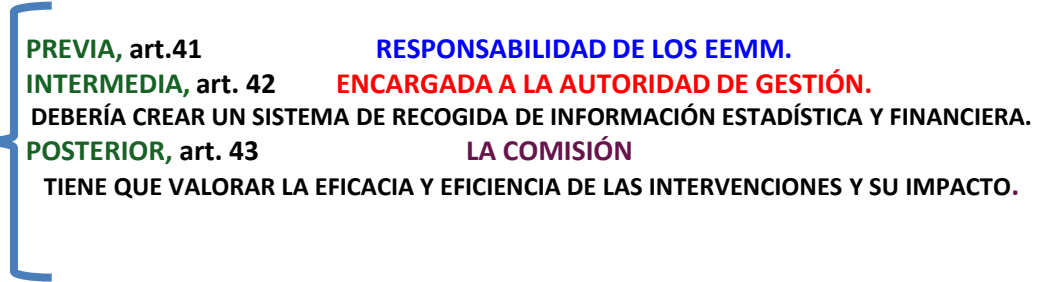 PREVIA, art.41 RESPONSABILIDAD DE LOS EEMM.
INTERMEDIA, art. 42 ENCARGADA A LA AUTORIDAD DE GESTIÓN.
DEBERÍA CREAR UN SISTEMA DE RECOGIDA DE INFORMACIÓN ESTADÍSTICA Y FINANCIERA.
POSTERIOR, art. 43 LA COMISIÓN
TIENE QUE VALORAR LA EFICACIA Y EFICIENCIA DE LAS INTERVENCIONES Y SU IMPACTO.